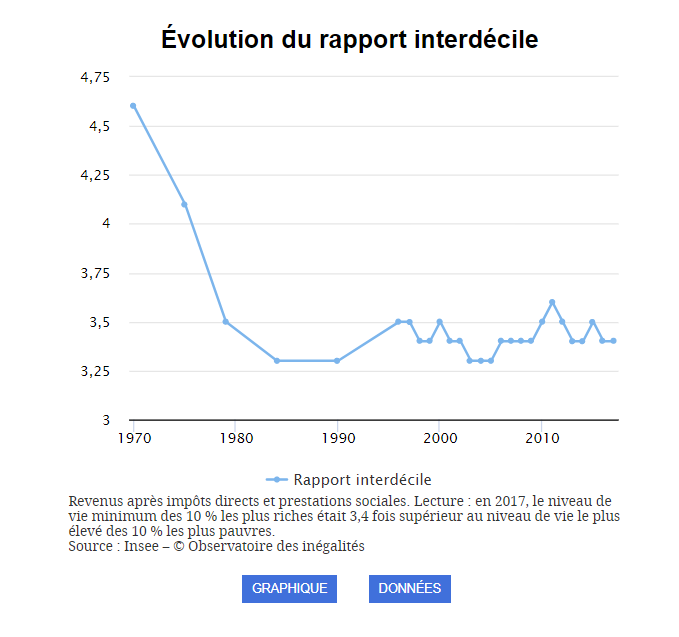 Évolution du rapport interdécile
4,75
4,5
4,25
4
3,75
3,5
3,25
3
1970 1980 1990 2000 2010
Rapport interdécile
Revenus après impôts directs et prestations sociales. Lecture : en 2017, le niveau de
vie minimum des 10 % les plus riches était 3,4 fois supérieur au niveau de vie le plus
élevé des 10 % les plus pauvres.
Source : Insee – © Observatoire des inégalités
GRAPHIQUE DONNÉES